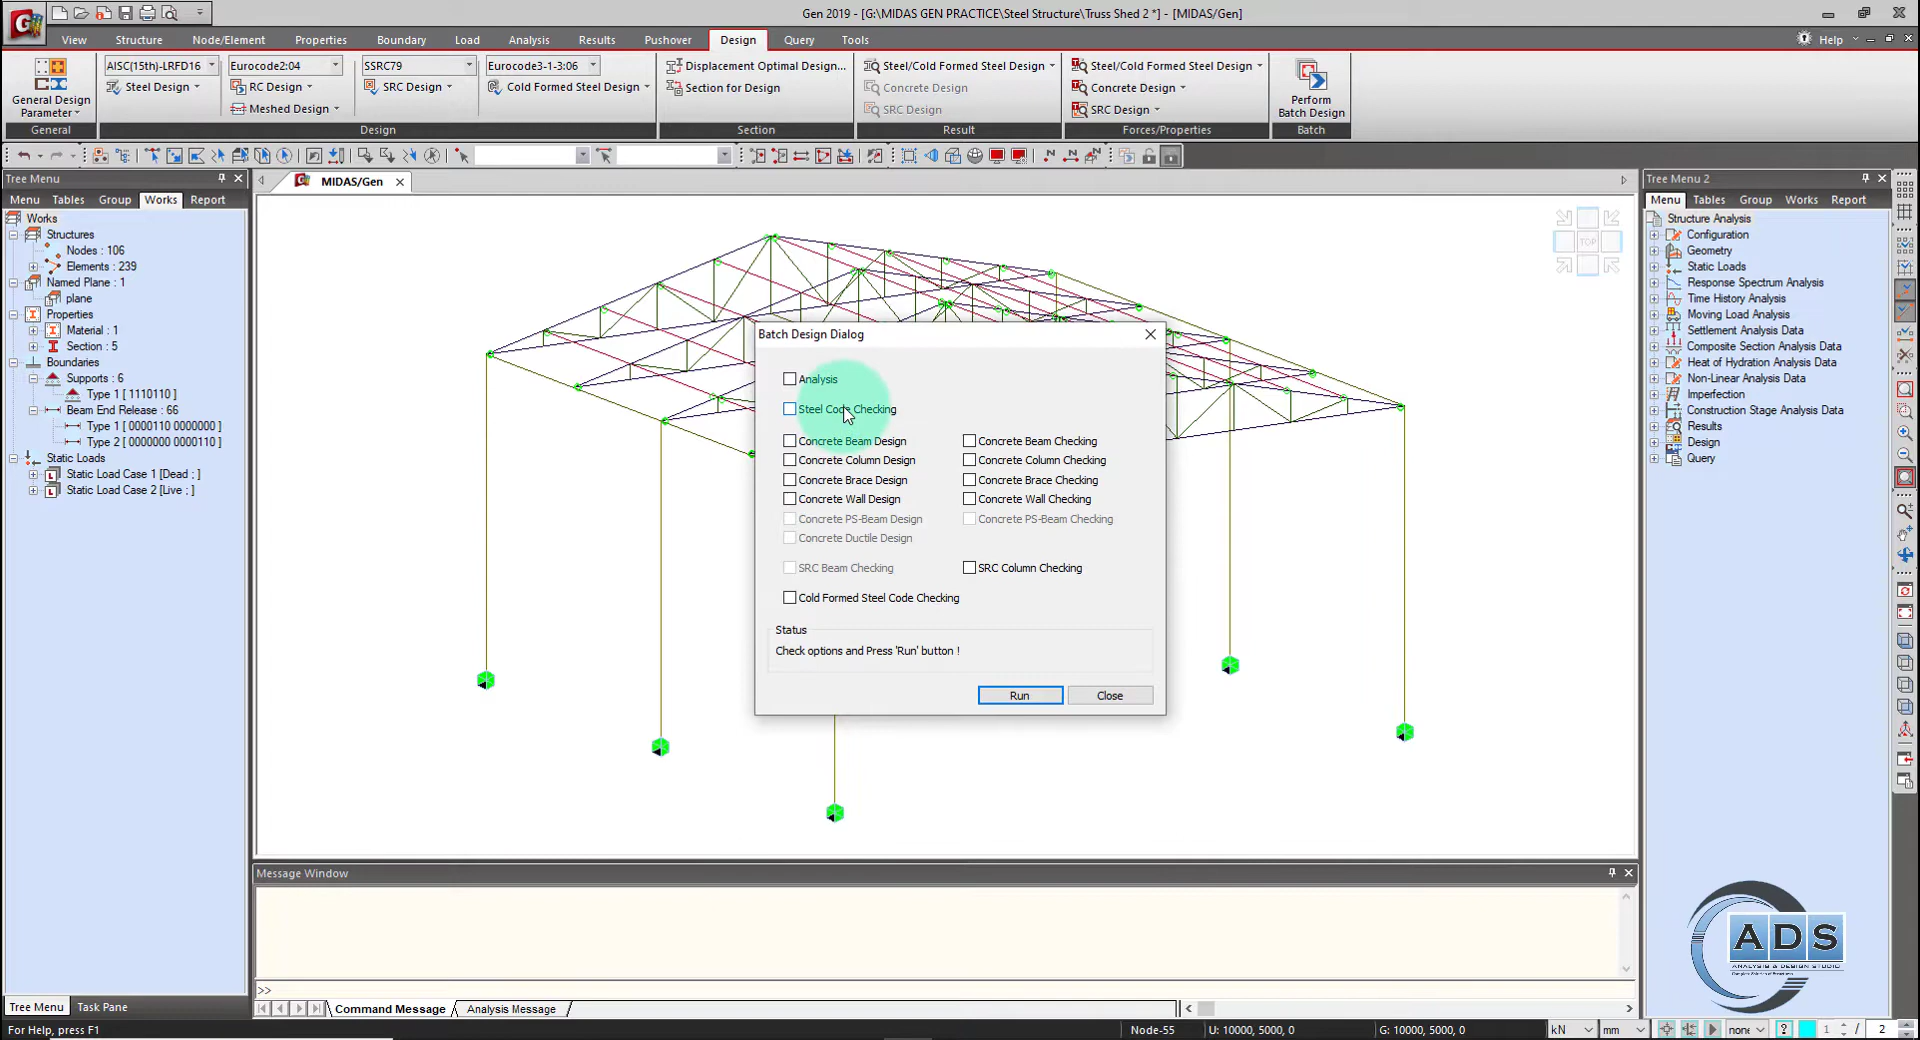 Gen 2019 - [G:\MIDAS GEN PRACTICE\Steel Structure\Truss Shed 2 *] - [MIDAS/Gen]
View Structure Node/Element Properties Boundary Load Analysis Results Pushover Design Query Tools Help
General Design Parameter
General
AISC(15th)-LRFD16 Eurocode2:04 SSRC79 Eurocode3-1-3:06
Steel Design RC Design SRC Design Cold Formed Steel Design
Meshed Design
Design
Displacement Optimal Design...
Section for Design
Section
Steel/Cold Formed Steel Design
Concrete Design
SRC Design
Result
Steel/Cold Formed Steel Design
Concrete Design
SRC Design
Forces/Properties
Perform
Batch Design
Batch
Tree Menu
Menu Tables Group Works Report
Works
Structures
Nodes : 106
Elements : 239
Named Plane : 1
plane
Properties
Material : 1
Section : 5
Boundaries
Supports : 6
Type 1 [ 1110110 ]
Beam End Release : 66
Type 1 [ 0000110 0000000 ]
Type 2 [ 0000000 0000110 ]
Static Loads
Static Load Case 1 [Dead ; ]
Static Load Case 2 [Live ; ]
Tree Menu Task Pane
MIDAS/Gen
TOP
Batch Design Dialog
Analysis
Steel Code Checking
Concrete Beam Design Concrete Beam Checking
Concrete Column Design Concrete Column Checking
Concrete Brace Design Concrete Brace Checking
Concrete Wall Design Concrete Wall Checking
Concrete PS-Beam Design Concrete PS-Beam Checking
Concrete Ductile Design
SRC Beam Checking SRC Column Checking
Cold Formed Steel Code Checking
Status
Check options and Press 'Run' button !
Run Close
Message Window
>>
Command Message Analysis Message
Tree Menu 2
Menu Tables Group Works Report
Structure Analysis
Configuration
Geometry
Static Loads
Response Spectrum Analysis
Time History Analysis
Moving Load Analysis
Settlement Analysis Data
Composite Section Analysis Data
Heat of Hydration Analysis Data
Non-Linear Analysis Data
Imperfection
Construction Stage Analysis Data
Results
Design
Query
ADS
ANALYSIS & DESIGN STUDIO
For Help, press F1
Node-55 U: 10000, 5000, 0 G: 10000, 5000, 0 kN mm none ? 1 / 2